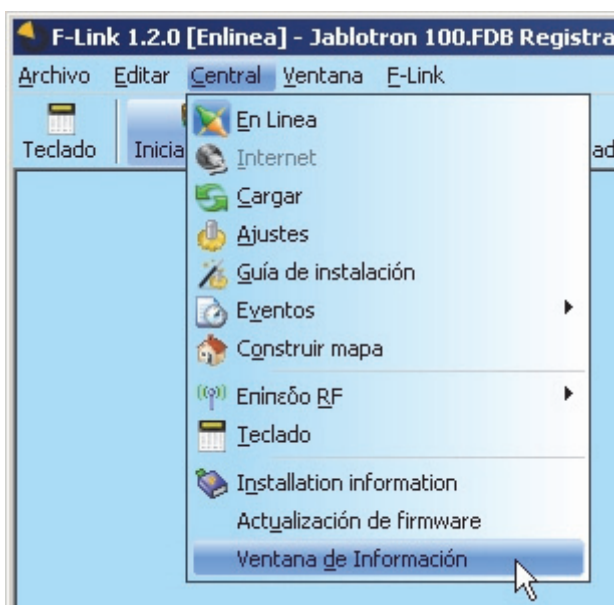 F-Link 1.2.0 [Enlinea] - Jablotron 100.FDB Registra
Archivo Editar Central Ventana F-Link
Teclado Inicia ad
En Linea
Internet
Cargar
Ajustes
Guía de instalación
Eventos
Construir mapa
Επίπεδο RF
Teclado
Installation information
Actualización de firmware
Ventana de Información